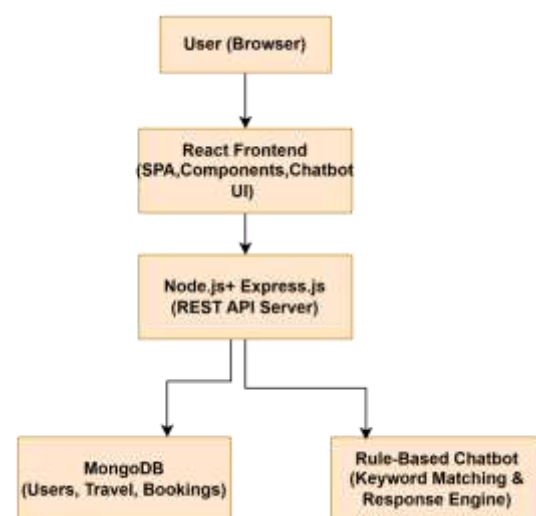 User (Browser)
React Frontend
(SPA,Components,Chatbot
UI)
Node.js+ Express.js
(REST API Server)
MongoDB
(Users, Travel, Bookings)
Rule-Based Chatbot
(Keyword Matching &
Response Engine)